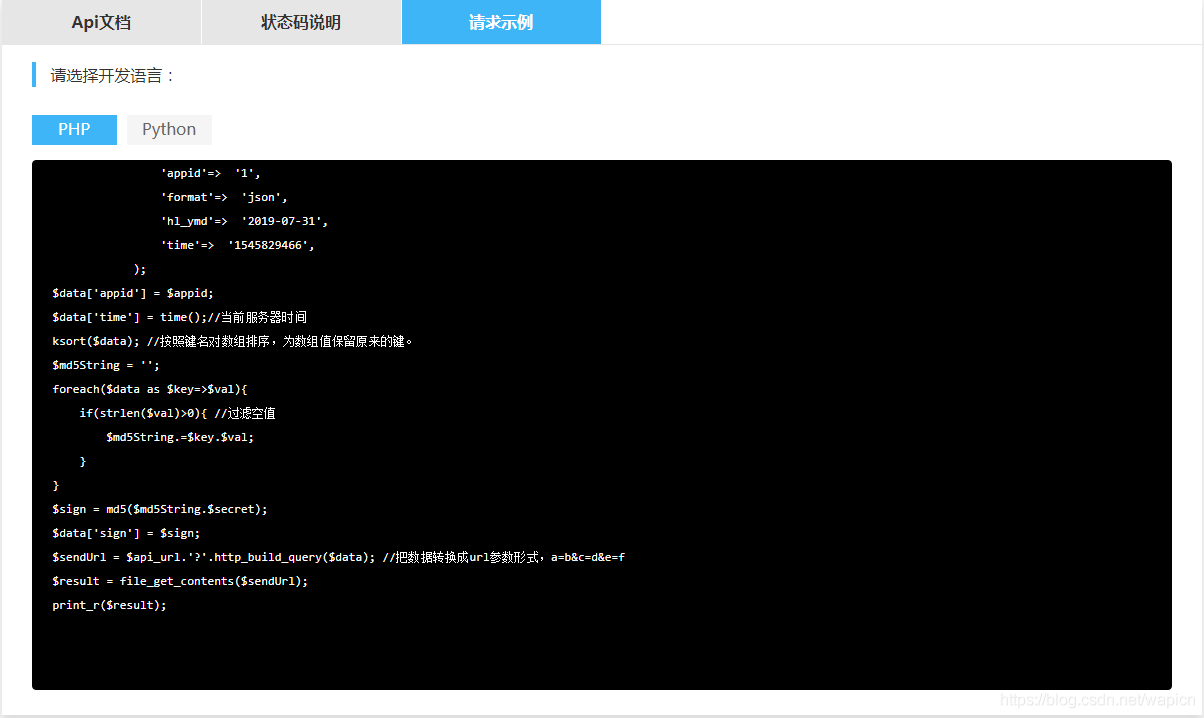 Api文档 状态码说明 请求示例
请选择开发语言：
PHP Python
'appid'=> '1',
'format'=> 'json',
'hl_ymd'=> '2019-07-31',
'time'=> '1545829466',
);
$data['appid'] = $appid;
$data['time'] = time();//当前服务器时间
ksort($data); //按照键名对数组排序，为数组值保留原来的键。
$md5String = '';
foreach($data as $key=>$val){
if(strlen($val)>0){ //过滤空值
$md5String.=$key.$val;
}
}
$sign = md5($md5String.$secret);
$data['sign'] = $sign;
$sendUrl = $api_url.'?'.http_build_query($data); //把数据转换成url参数形式，a=b&c=d&e=f
$result = file_get_contents($sendUrl);
print_r($result);
https://blog.csdn.net/wapicn